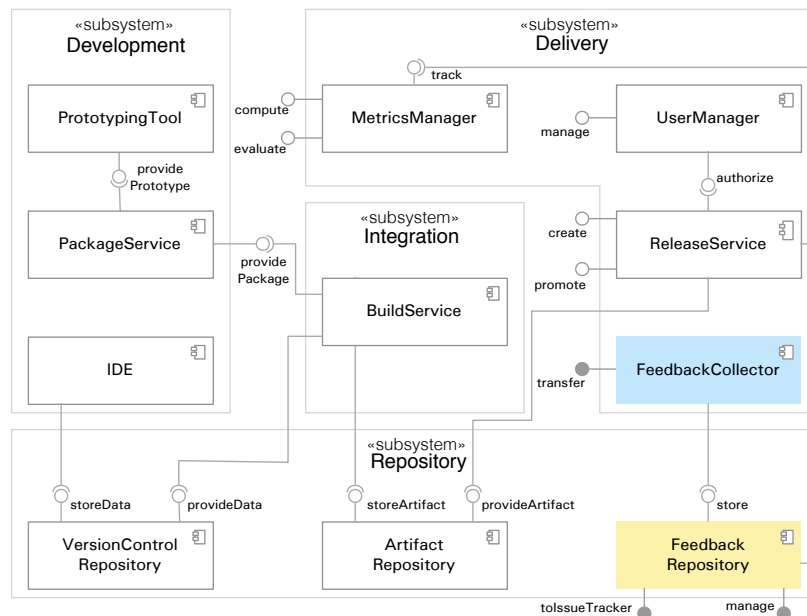 «subsystem»
Development
«subsystem»
Delivery
track
PrototypingTool
compute
MetricsManager
manage
UserManager
evaluate
provide
Prototype
authorize
«subsystem»
Integration
PackageService
create
ReleaseService
provide
Package
promote
BuildService
IDE
transfer
FeedbackCollector
«subsystem»
Repository
storeData
provideData
storeArtifact
provideArtifact
store
VersionControl
Repository
Artifact
Repository
Feedback
Repository
toIssueTracker
manage